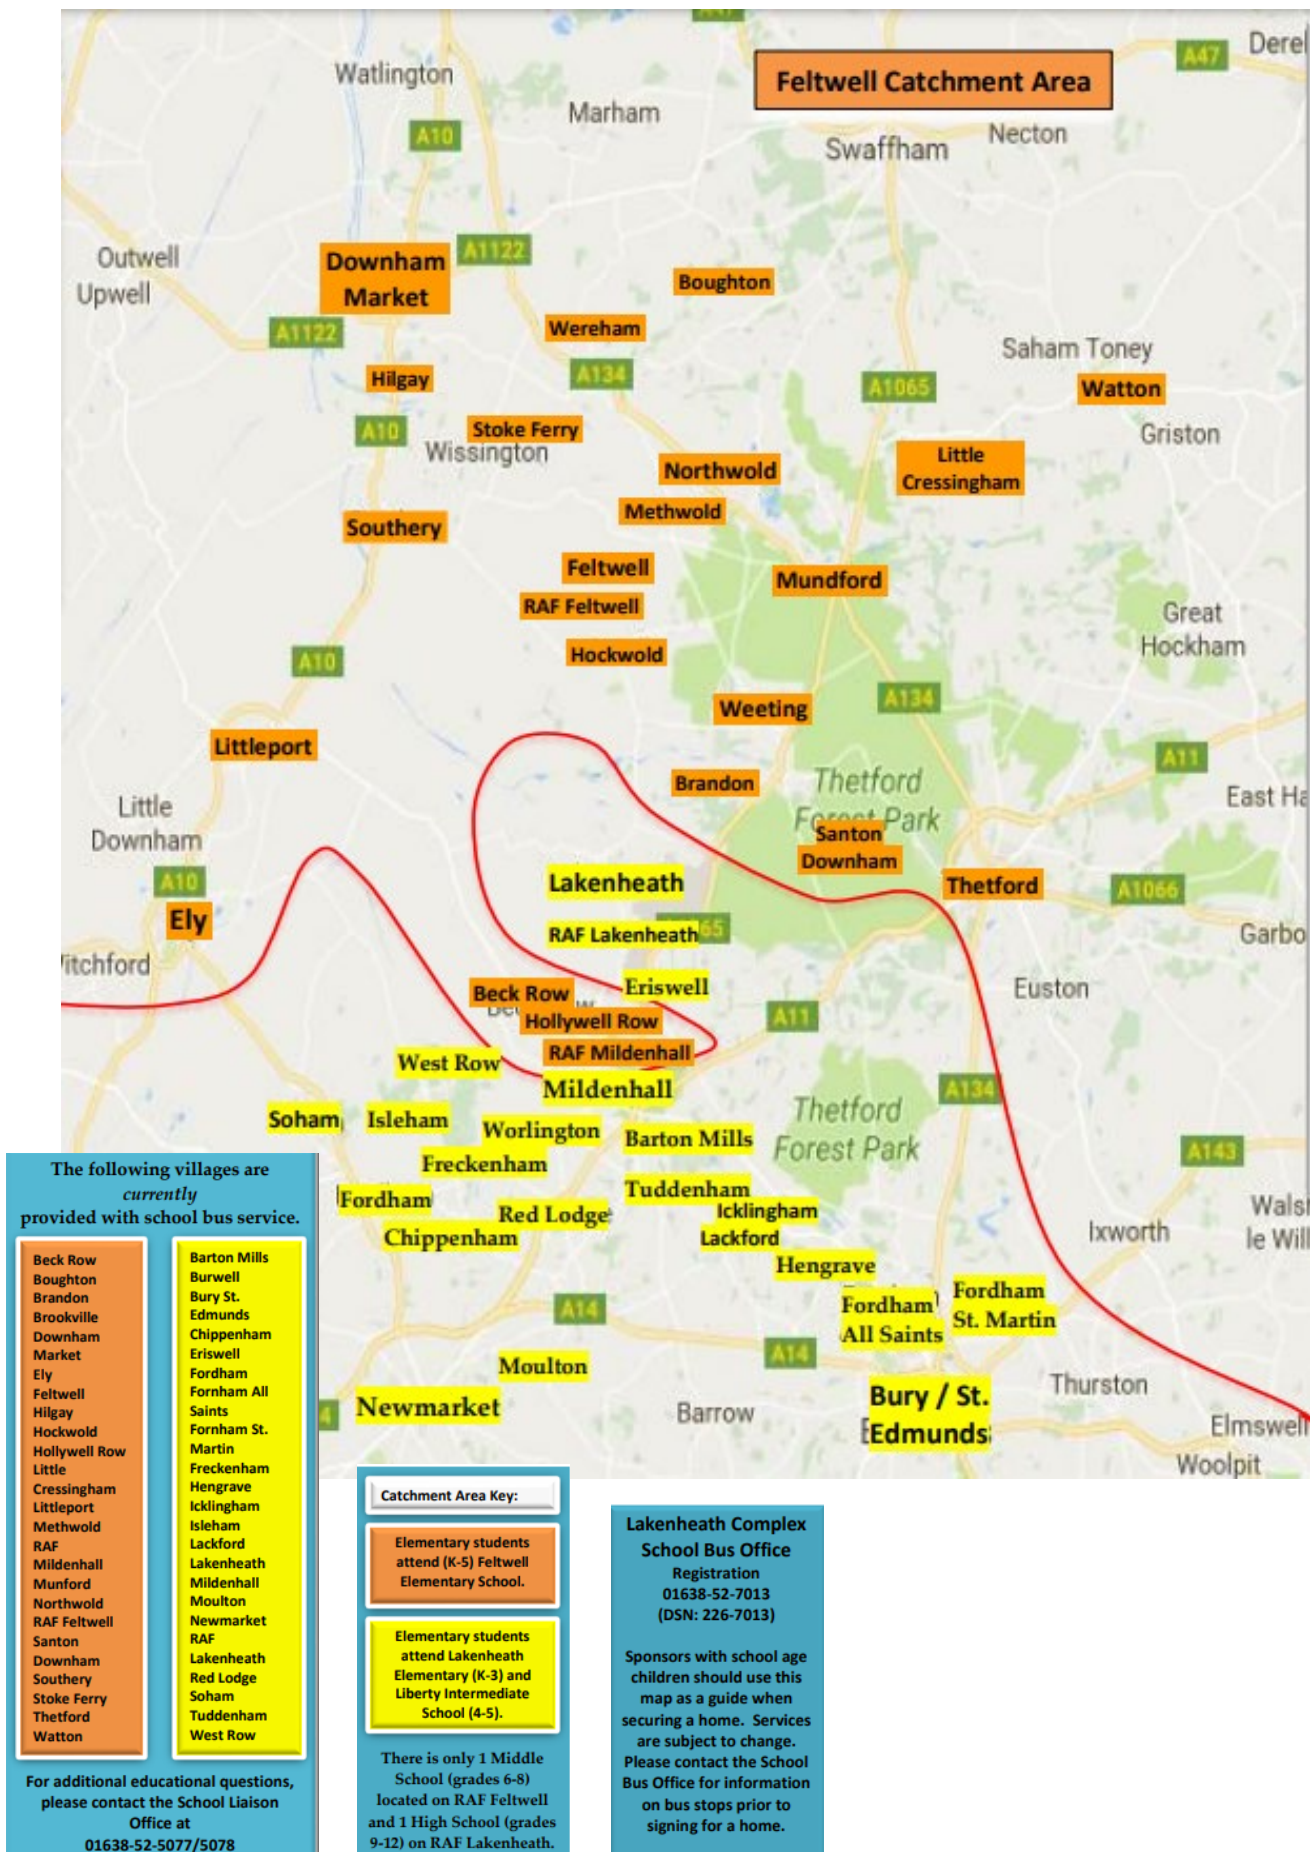 A47
Feltwell Catchment Area
A47
Watlington
Marham
Necton
A10
Swaffham
Outwell
Upwell
Downham
Market
A1122
Boughton
A1122
Wereham
Saham Toney
Hilgay
A134
A1065
Watton
A10
Stoke Ferry
Wissington
Griston
Northwold
Little
Cressingham
Methwold
Southery
Feltwell
Mundford
RAF Feltwell
Great
Hockham
Hockwold
A10
Weeting
A134
Littleport
A11
Brandon
Thetford
Forest Park
East Ha
Little
Downham
Santon
Downham
A10
Thetford
A1066
Lakenheath
Ely
RAF Lakenheath
65
Garbo
itchford
Eriswell
Euston
Beck Row
Hollywell Row
A11
RAF Mildenhall
West Row
Mildenhall
A134
Thetford
Forest Park
Soham
Isleham
Worlington
Barton Mills
A143
Freckenham
Tuddenham
Fordham
Red Lodge
Icklingham
Lackford
Chippenham
Ixworth
Walsh
le Will
Hengrave
Fordham
All Saints
Fordham
St. Martin
A14
Moulton
A14
Thurston
Newmarket
4
Barrow
Bury / St.
Edmunds
Elmswell
Woolpit
The following villages are
currently
provided with school bus service.
Beck Row
Boughton
Brandon
Brookville
Downham
Market
Ely
Feltwell
Hilgay
Hockwold
Hollywell Row
Little
Cressingham
Littleport
Methwold
RAF
Mildenhall
Munford
Northwold
RAF Feltwell
Santon
Downham
Southery
Stoke Ferry
Thetford
Watton
Barton Mills
Burwell
Bury St.
Edmunds
Chippenham
Eriswell
Fordham
Fornham All
Saints
Fornham St.
Martin
Freckenham
Hengrave
Icklingham
Isleham
Lackford
Lakenheath
Mildenhall
Moulton
Newmarket
RAF
Lakenheath
Red Lodge
Soham
Tuddenham
West Row
For additional educational questions,
please contact the School Liaison
Office at
01638-52-5077/5078
Catchment Area Key:
Elementary students
attend (K-5) Feltwell
Elementary School.
Elementary students
attend Lakenheath
Elementary (K-3) and
Liberty Intermediate
School (4-5).
There is only 1 Middle
School (grades 6-8)
located on RAF Feltwell
and 1 High School (grades
9-12) on RAF Lakenheath.
Lakenheath Complex
School Bus Office
Registration
01638-52-7013
(DSN: 226-7013)
Sponsors with school age
children should use this
map as a guide when
securing a home. Services
are subject to change.
Please contact the School
Bus Office for information
on bus stops prior to
signing for a home.